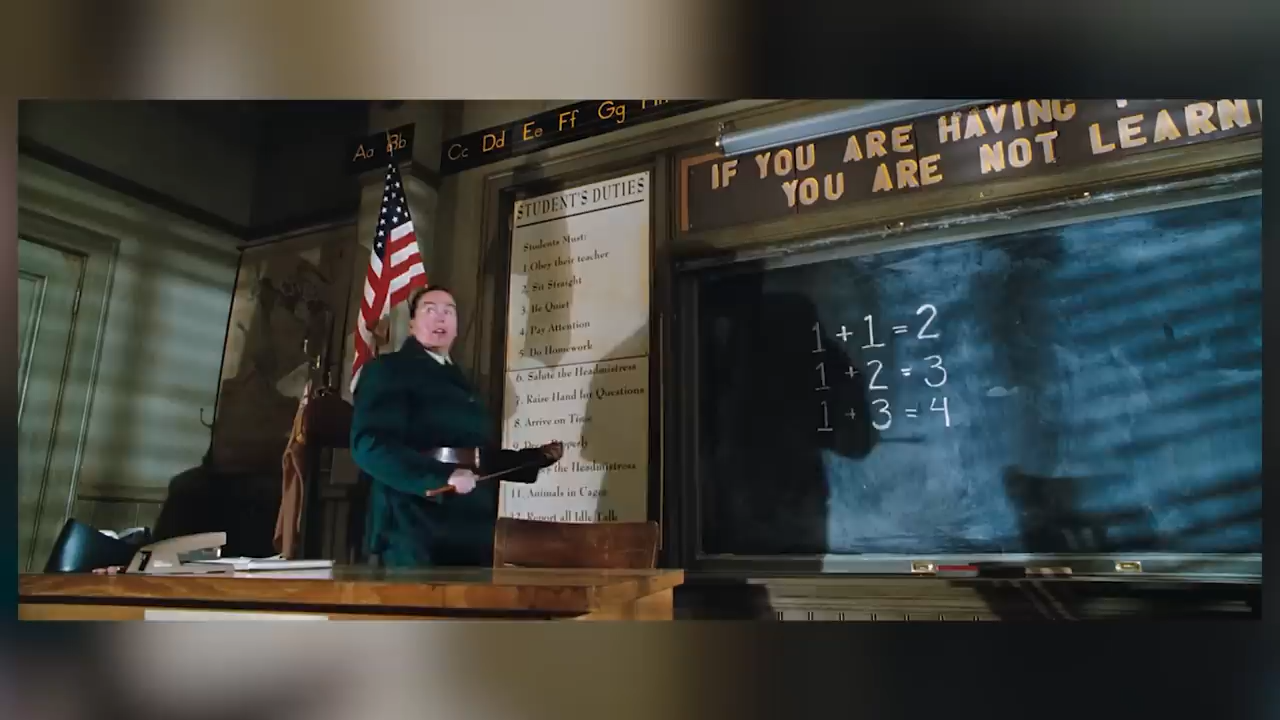 Aa Bb Cc Dd Ee Ff Gg
IF YOU ARE HAVING
YOU ARE NOT LEARN
STUDENT'S DUTIES
Students Must:
1. Obey their teacher
2. Sit Straight
3. Be Quiet
4. Pay Attention
5. Do Homework
6. Salute the Headmistress
7. Raise Hand for Questions
8. Arrive on Time
9. Dress Properly
the Headmistress
11. Animals in Cages
12. Report all Idle Talk
1+1=2
1+2=3
1+3=4